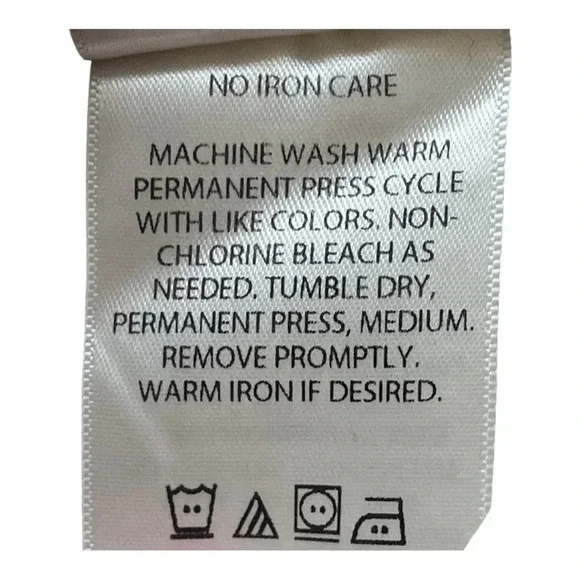 NO IRON CARE
MACHINE WASH WARM
PERMANENT PRESS CYCLE
WITH LIKE COLORS. NON-
CHLORINE BLEACH AS
NEEDED. TUMBLE DRY,
PERMANENT PRESS, MEDIUM.
REMOVE PROMPTLY.
WARM IRON IF DESIRED.